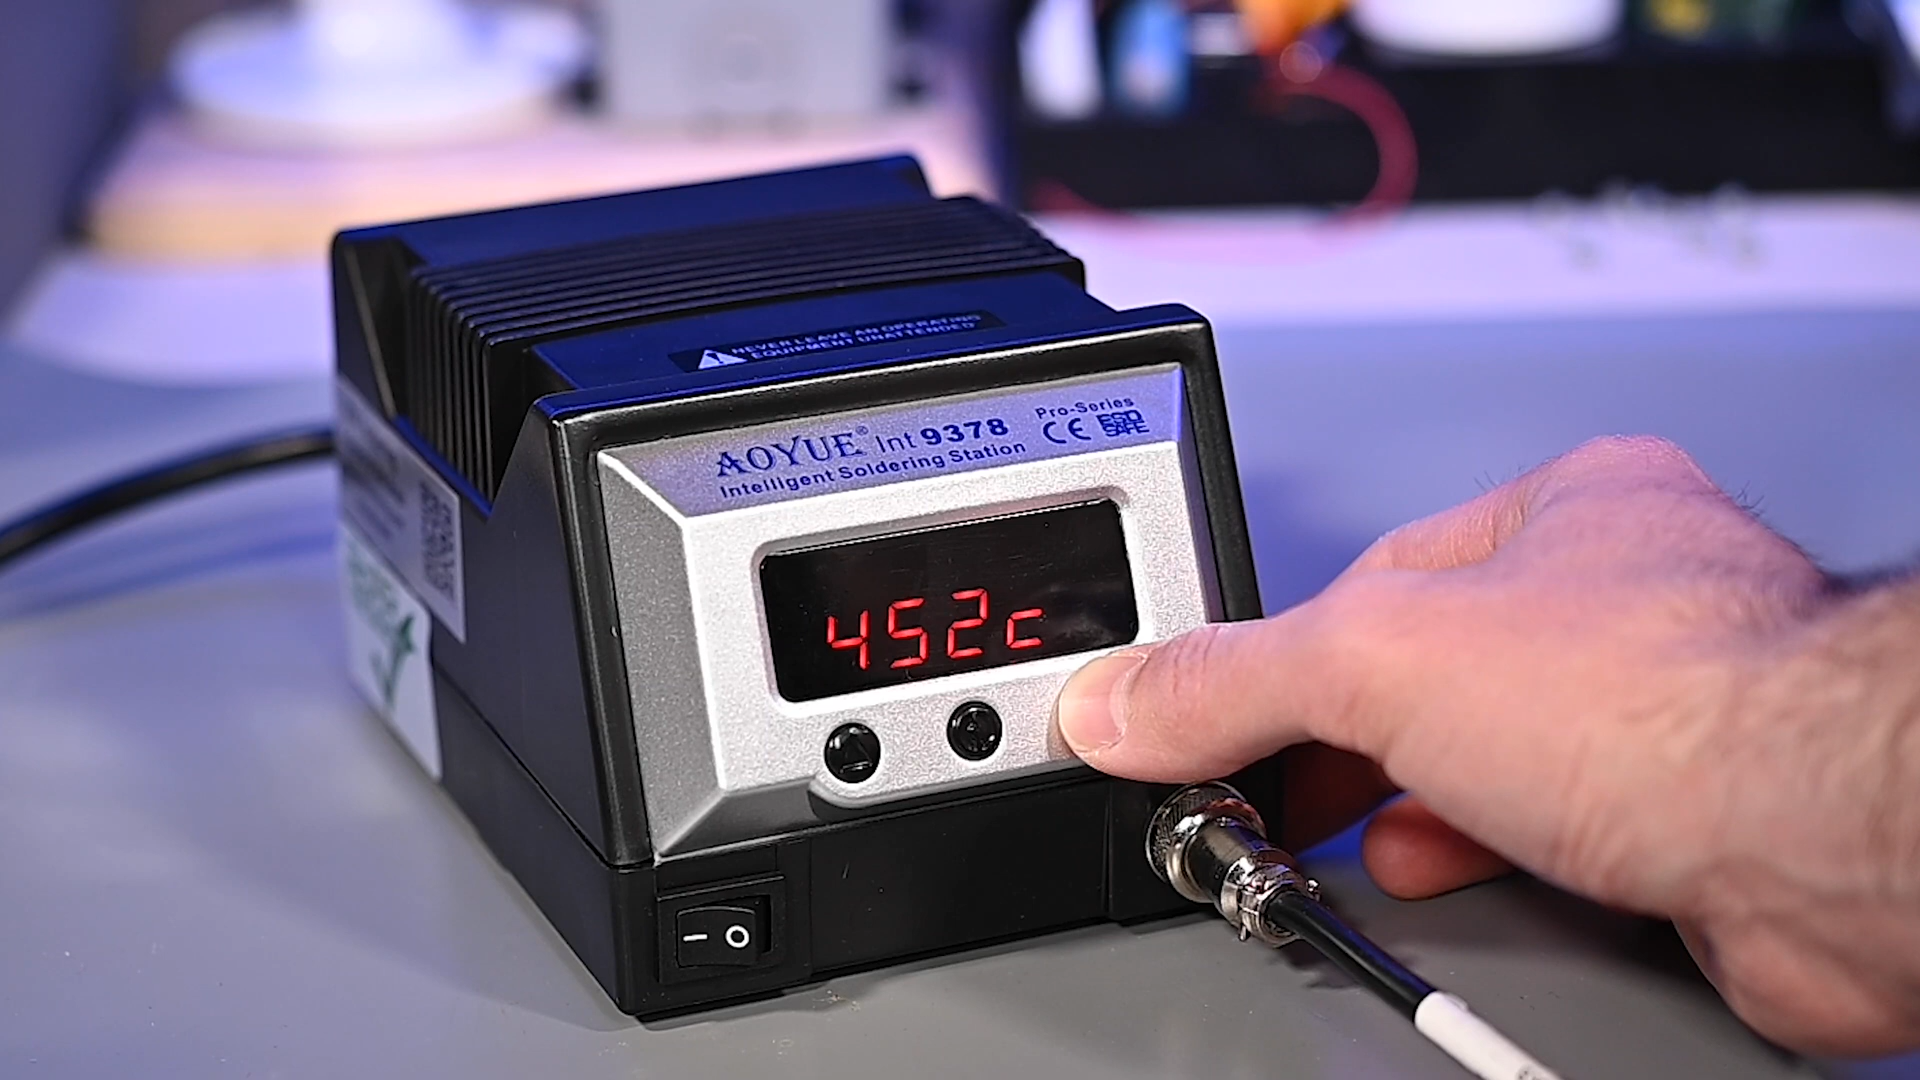 NEVER LEAVE AN OPERATING
EQUIPMENT UNATTENDED
Pro-Series
AOYUE® Int 9378
CE ESD SAFE
Intelligent Soldering Station
452c
— O